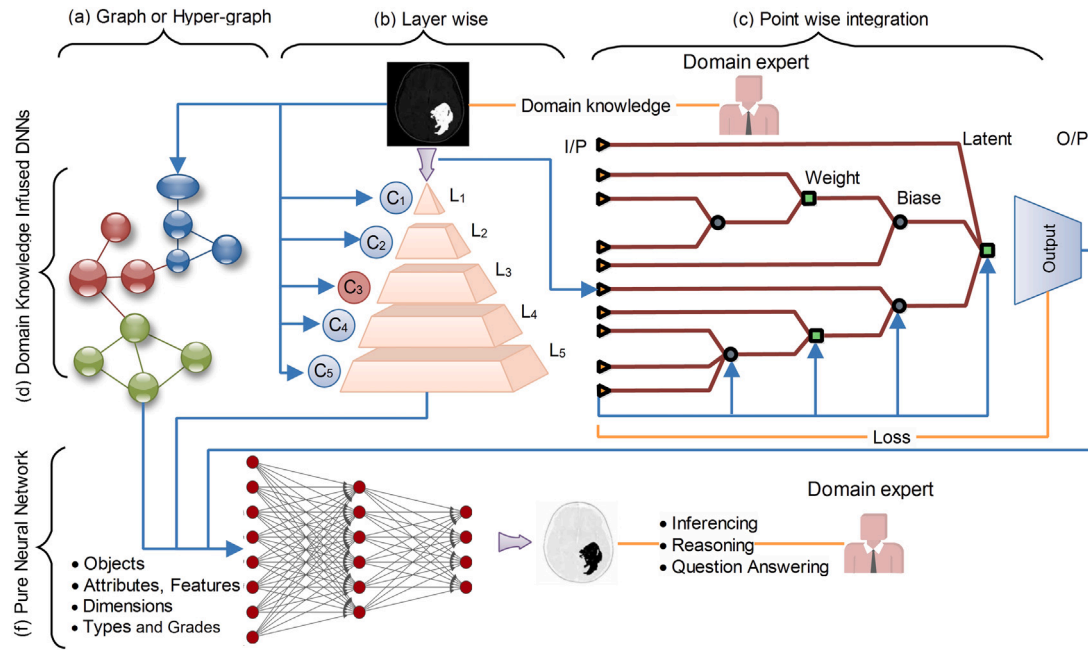 (a) Graph or Hyper-graph
(b) Layer wise
(c) Point wise integration
Domain expert
Domain knowledge
I/P
Latent
O/P
Weight
Biase
C1
L1
C2
L2
C3
L3
C4
L4
C5
L5
Output
Loss
(d) Domain Knowledge Infused DNNs
(f) Pure Neural Network
• Objects
• Attributes, Features
• Dimensions
• Types and Grades
Domain expert
• Inferencing
• Reasoning
• Question Answering